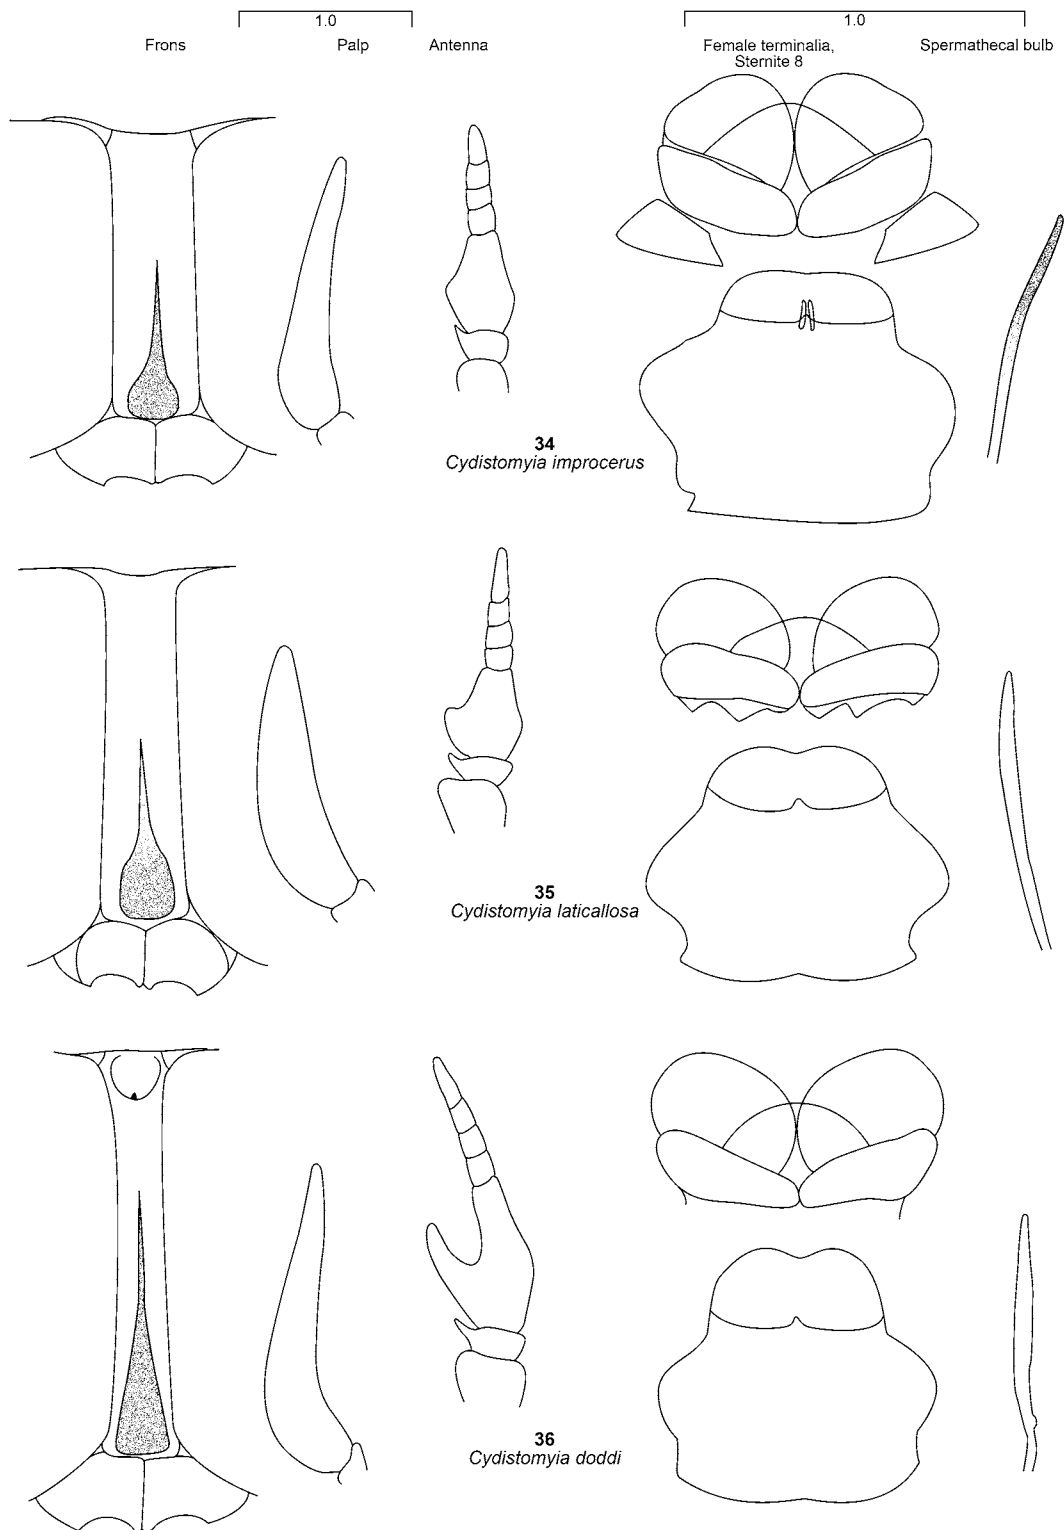 1.0
1.0
Frons
Palp
Antenna
Female terminalia,
Sternite 8
Spermathecal bulb
34
Cydistomyia improcerus
35
Cydistomyia laticallosa
36
Cydistomyia doddi